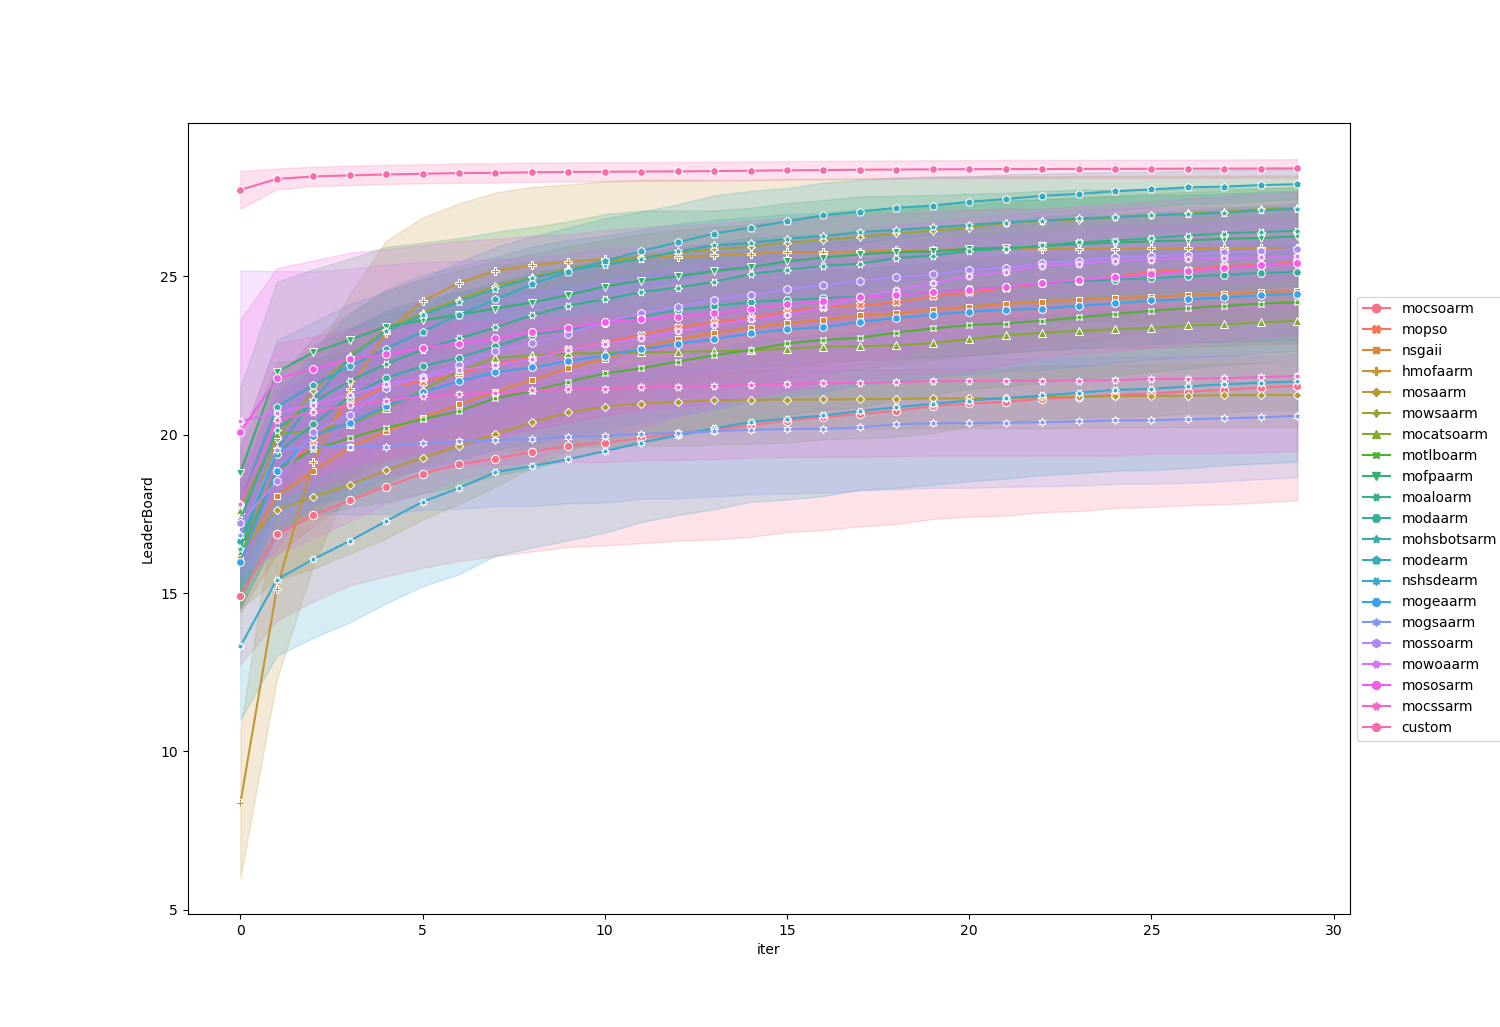 LeaderBoard
25
20
15
10
5
0
5
10
15
20
25
30
iter
mocsoarm
mopso
nsgaii
hmofaarm
mosaarm
mowsaarm
mocatsoarm
motlboarm
mofpaarm
moaloarm
modaarm
mohsbotsarm
modearm
nshsdearm
mogeaarm
mogsaarm
mossoarm
mowoaarm
mososarm
mocssarm
custom